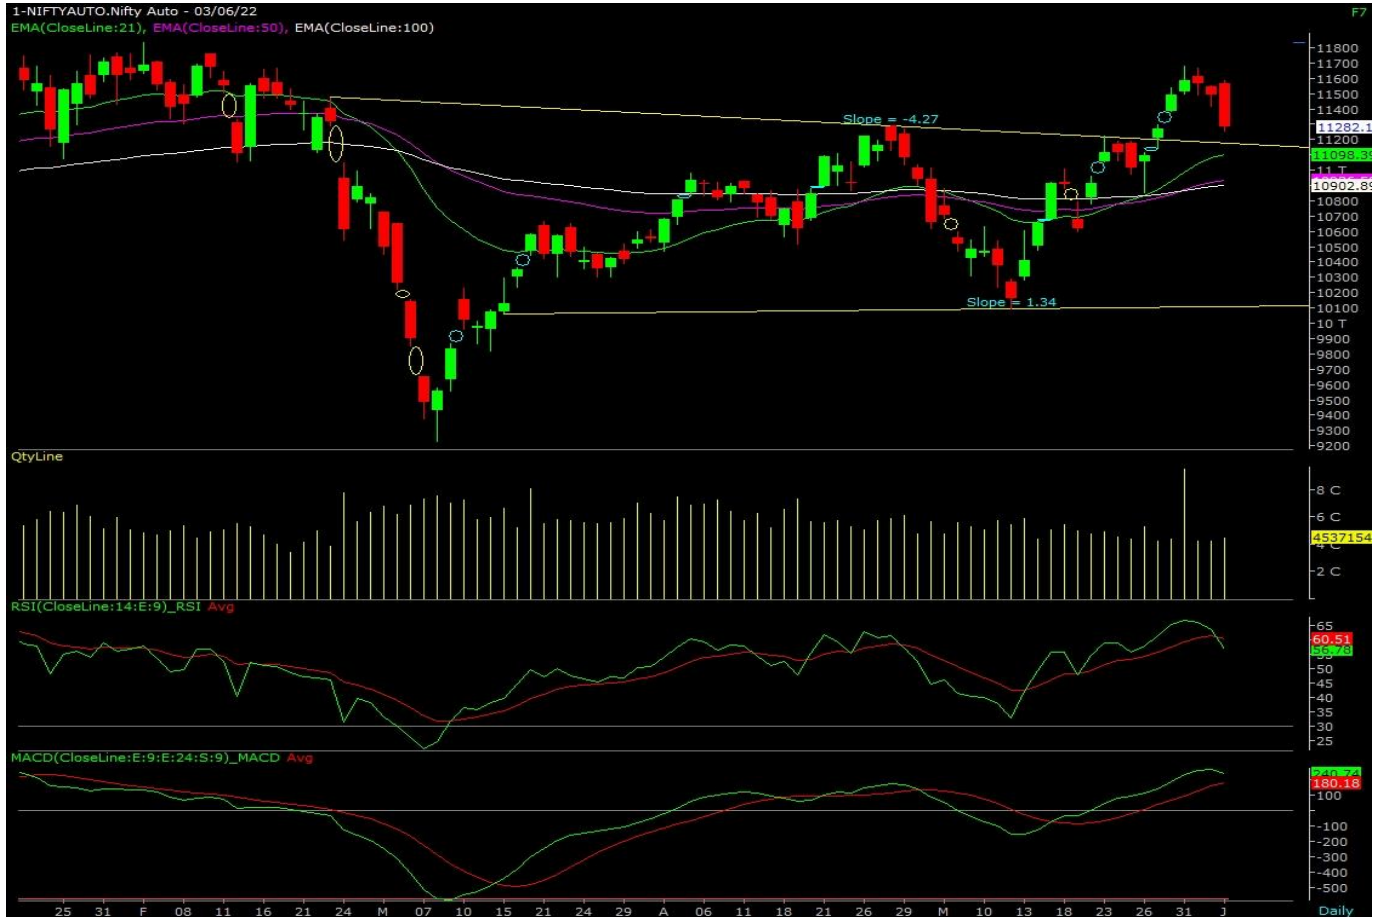 1-NIFTYAUTO.Nifty Auto - 03/06/22
F7
EMA(CloseLine:21), EMA(CloseLine:50), EMA(CloseLine:100)
11800
11700
11600
11500
11400
Slope = -4.27
11282.1
11200
11098.39
11 T
10902.89
10800
10700
10600
10500
10400
10300
10200
Slope = 1.34
10100
10 T
9900
9800
9700
9600
9500
9400
9300
9200
QtyLine
8 C
6 C
4537154
4 C
2 C
RSI(CloseLine:14:E:9)_RSI Avg
65
60.51
56.78
50
45
40
35
30
25
MACD(CloseLine:E:9:E:24:S:9)_MACD Avg
240.74
180.18
100
-100
-200
-300
-400
-500
25 31 F 08 11 16 21 24 M 07 10 15 21 24 29 A 06 11 18 21 26 29 M 10 13 18 23 26 31 J
Daily